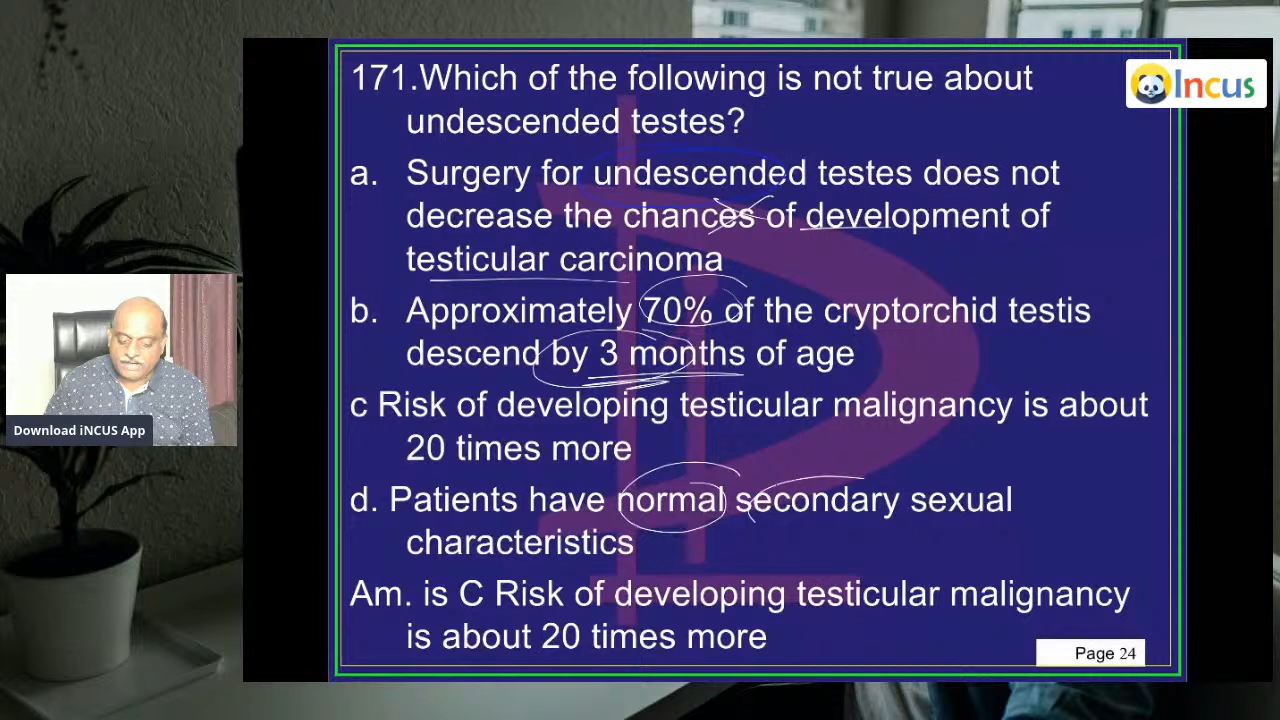 171.Which of the following is not true about
undescended testes?
a. Surgery for undescended testes does not
decrease the chances of development of
testicular carcinoma
b. Approximately 70% of the cryptorchid testis
descend by 3 months of age
c Risk of developing testicular malignancy is about
20 times more
d. Patients have normal secondary sexual
characteristics
Am. is C Risk of developing testicular malignancy
is about 20 times more
Page 24
Incus
Download iNCUS App